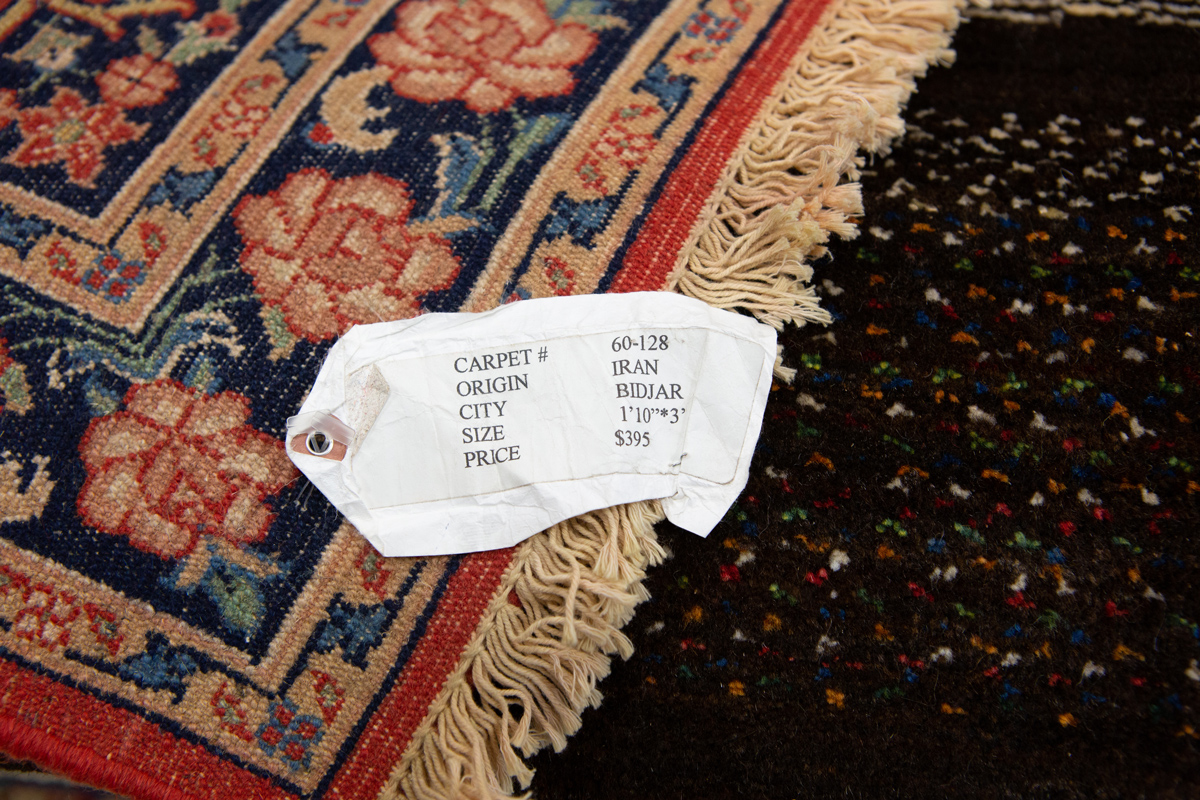 CARPET # 60-128
ORIGIN IRAN
CITY BIDJAR
SIZE 1'10”*3'
PRICE $395